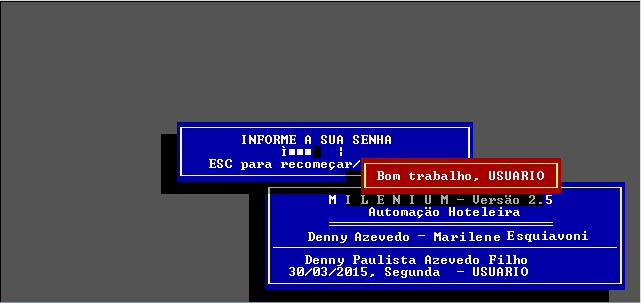 INFORME A SUA SENHA
ESC para recomeçar/
Bom trabalho, USUARIO
M I L E N I U M - Versão 2.5
Automação Hoteleira
Denny Azevedo - Marilene Esquiavoni
Denny Paulista Azevedo Filho
30/03/2015, Segunda - USUARIO